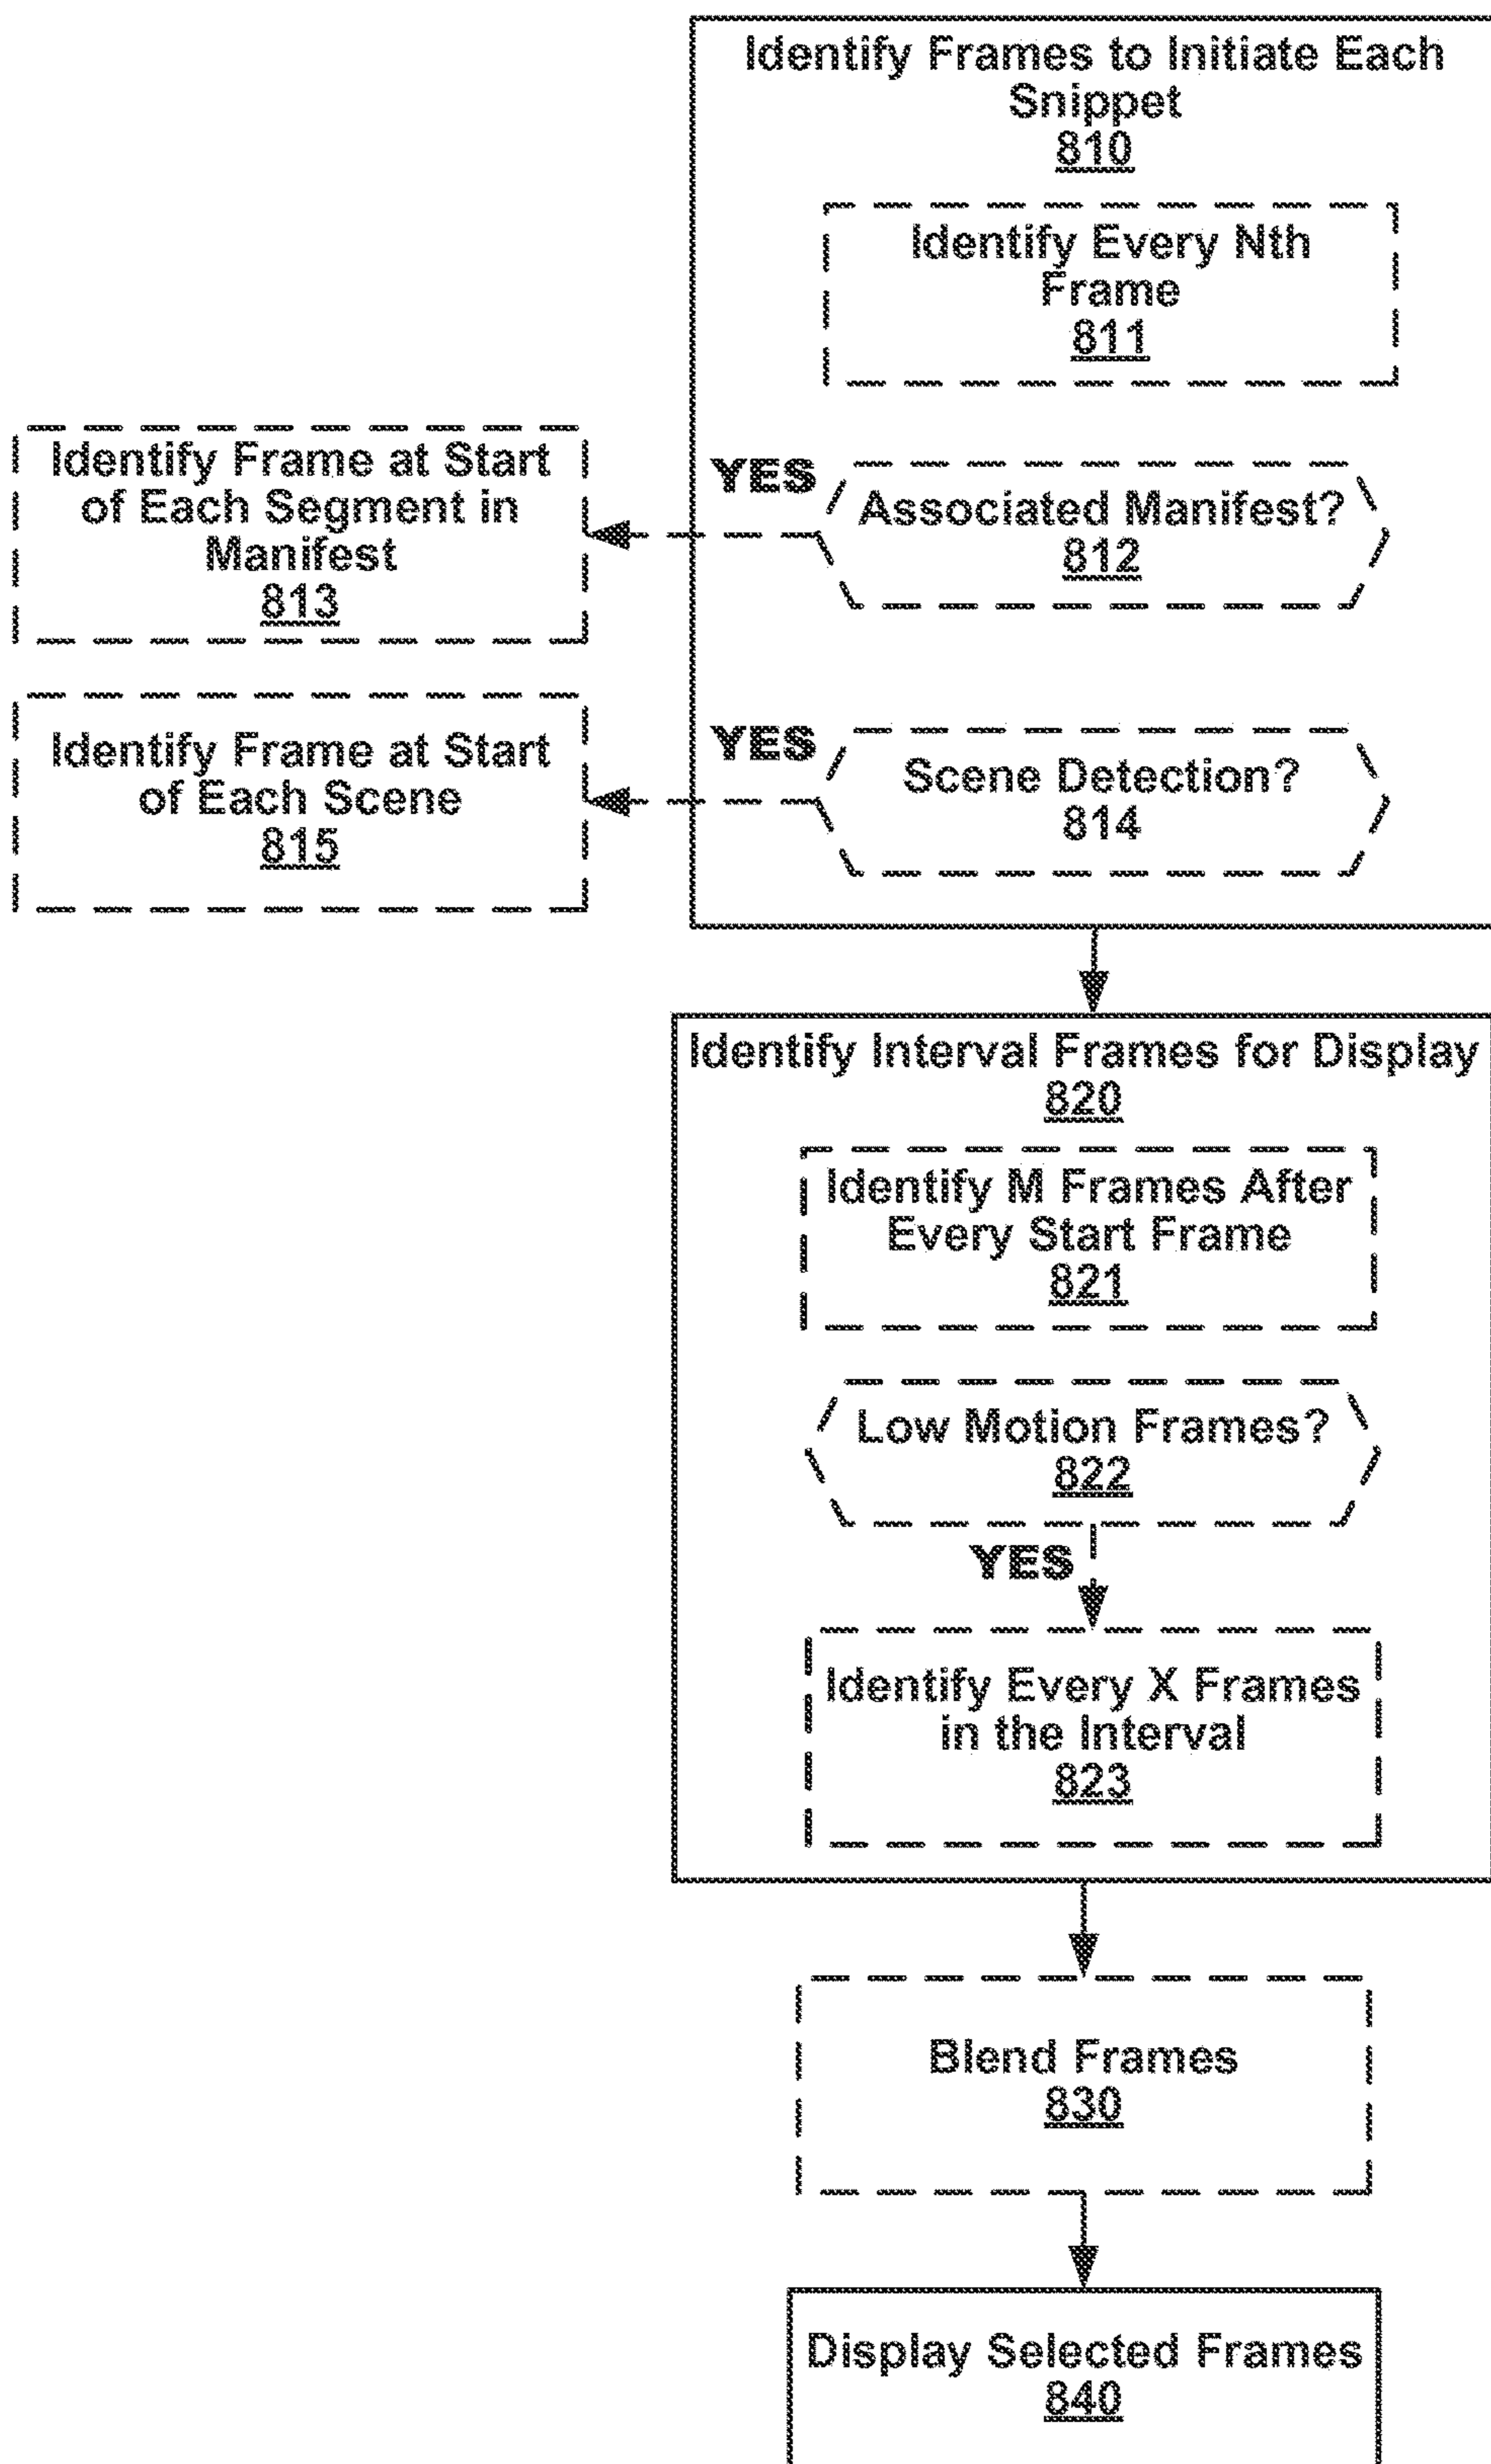 Identify Frames to Initiate Each
Snippet
810
Identify Every Nth
Frame
811
YES
Associated Manifest?
812
Identify Frame at Start
of Each Segment in
Manifest
813
YES
Scene Detection?
814
Identify Frame at Start
of Each Scene
815
Identify Interval Frames for Display
820
Identify M Frames After
Every Start Frame
821
Low Motion Frames?
822
YES
Identify Every X Frames
in the Interval
823
Blend Frames
830
Display Selected Frames
840